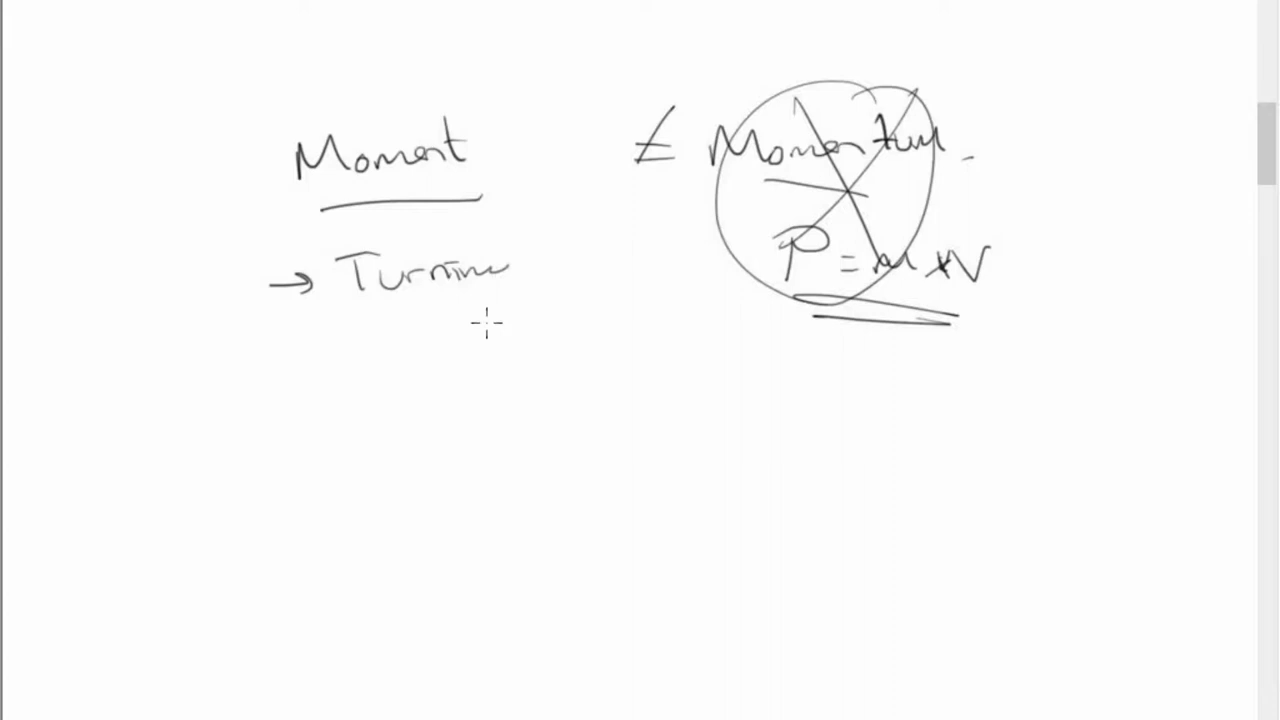 Moment ≠ Momentum
→ Turning
P = m x V